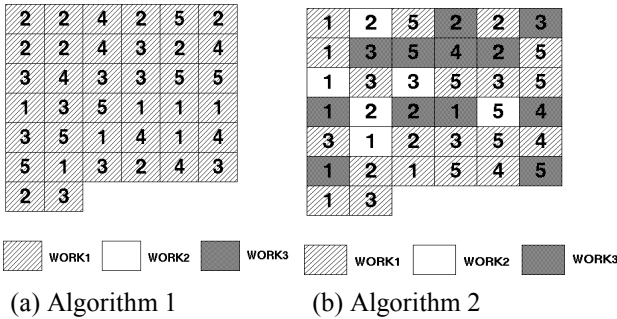 2 2 4 2 5 2
2 2 4 3 2 4
3 4 3 3 5 5
1 3 5 1 1 1
3 5 1 4 1 4
5 1 3 2 4 3
2 3
WORK1 WORK2 WORK3
(a) Algorithm 1
1 2 5 2 2 3
1 3 5 4 2 5
1 3 3 5 3 5
1 2 2 1 5 4
3 1 2 3 5 4
1 2 1 5 4 5
1 3
WORK1 WORK2 WORK3
(b) Algorithm 2